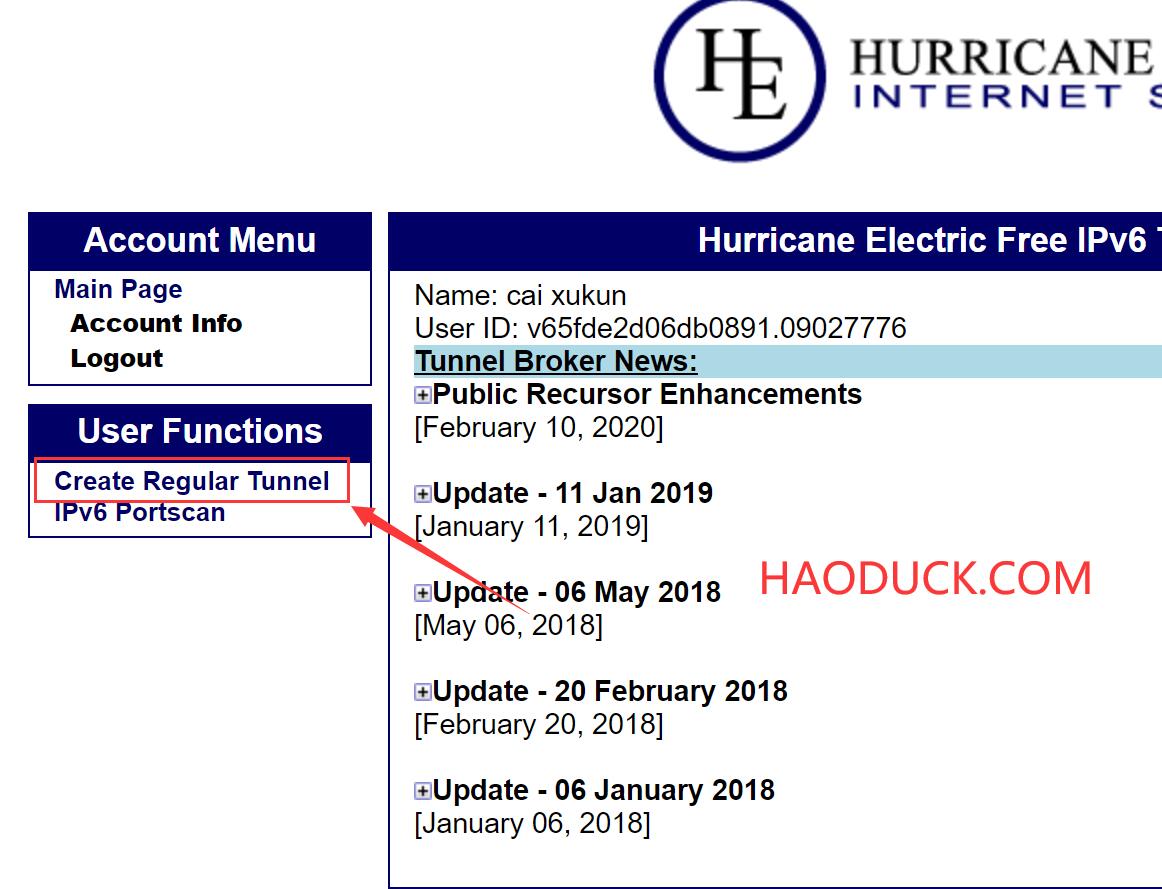 HE
HURRICANE
INTERNET
Account Menu
Main Page
Account Info
Logout
User Functions
Create Regular Tunnel
IPv6 Portscan
Hurricane Electric Free IPv6
Name: cai xukun
User ID: v65fde2d06db0891.09027776
Tunnel Broker News:
Public Recursor Enhancements
[February 10, 2020]
Update - 11 Jan 2019
[January 11, 2019]
Update - 06 May 2018
[May 06, 2018]
HAODUCK.COM
Update - 20 February 2018
[February 20, 2018]
Update - 06 January 2018
[January 06, 2018]